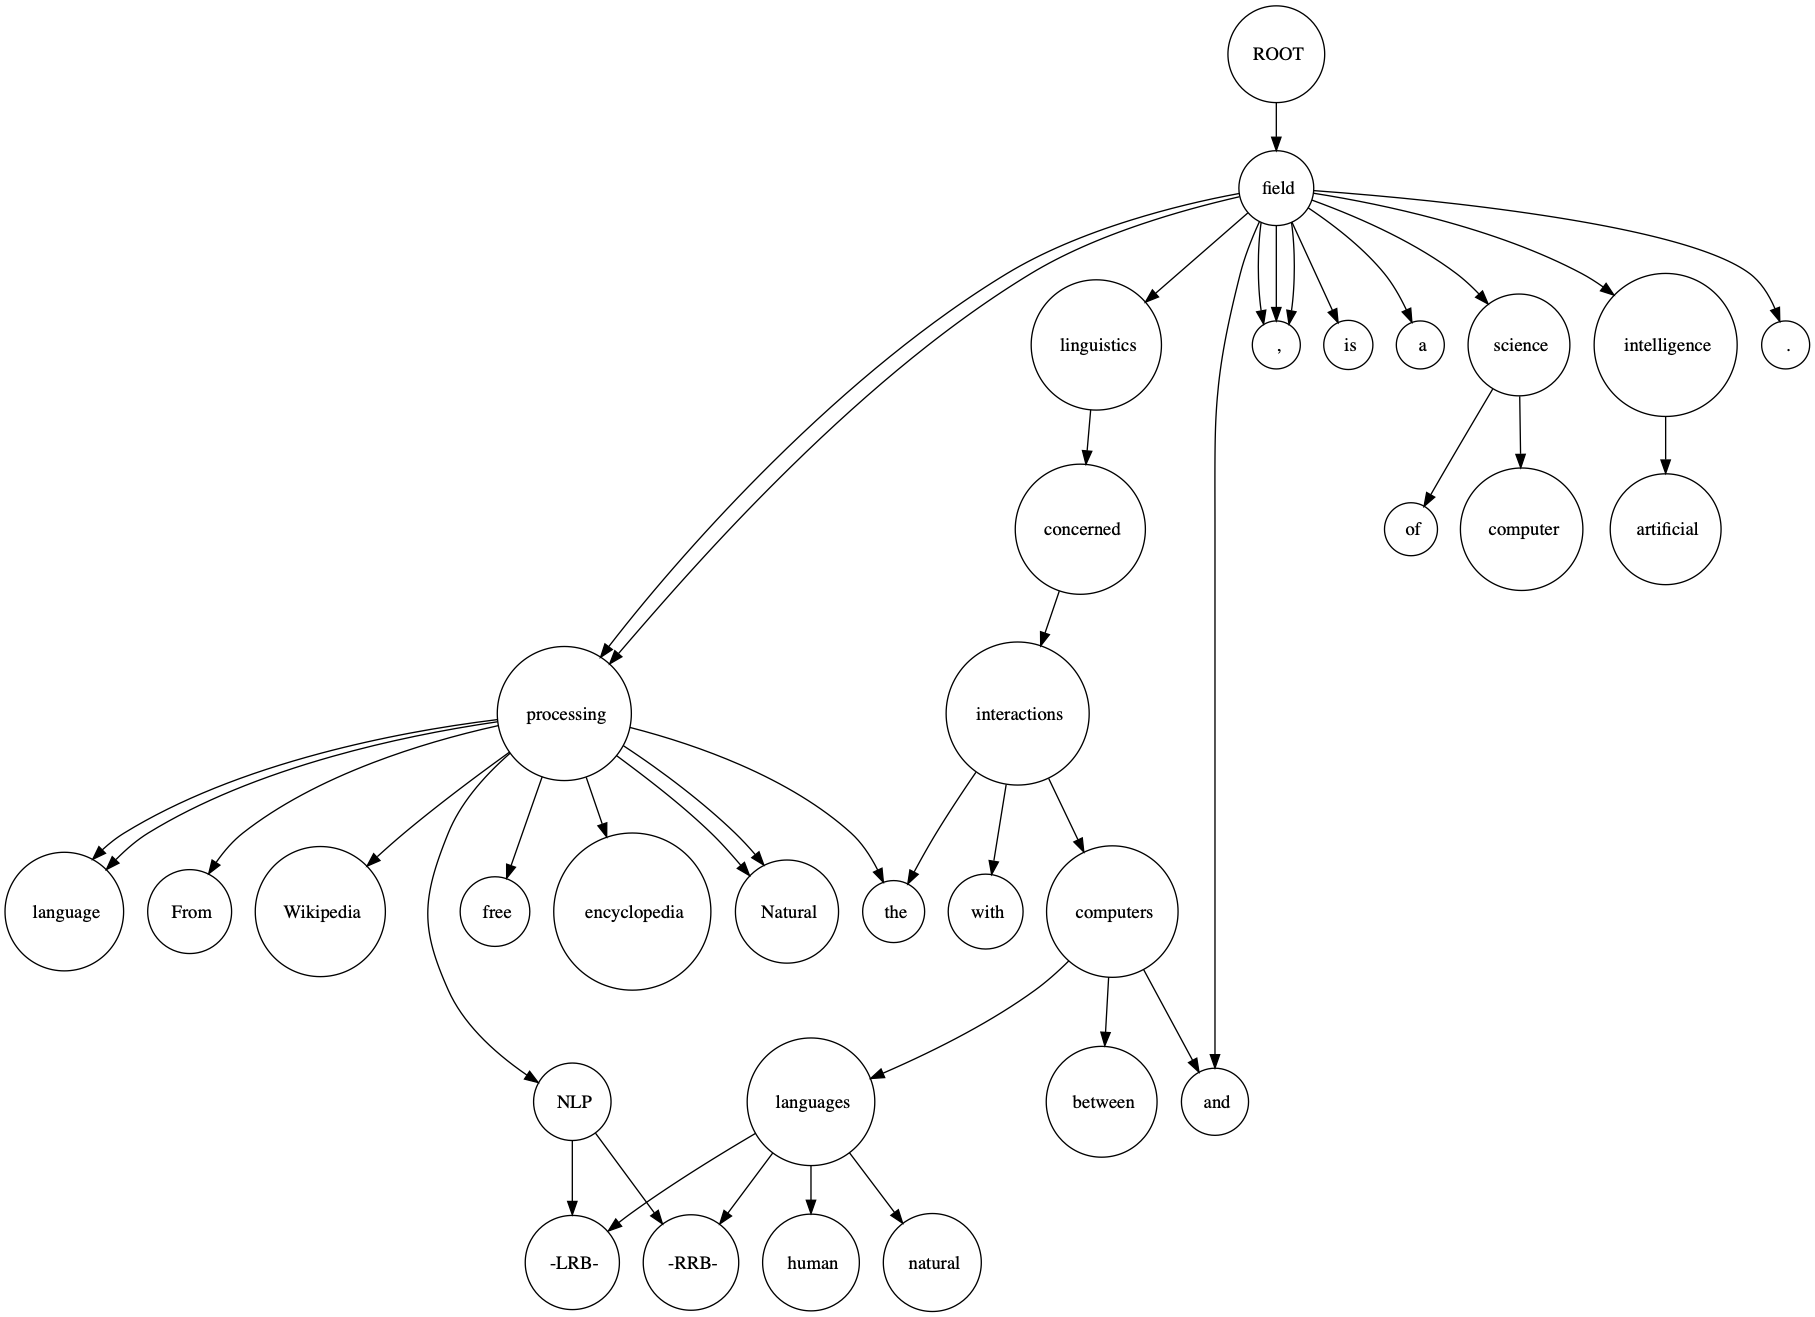 ROOT
field
linguistics
,
is
a
science
intelligence
.
concerned
of
computer
artificial
processing
interactions
language
From
Wikipedia
free
encyclopedia
Natural
the
with
computers
NLP
languages
between
and
-LRB-
-RRB-
human
natural